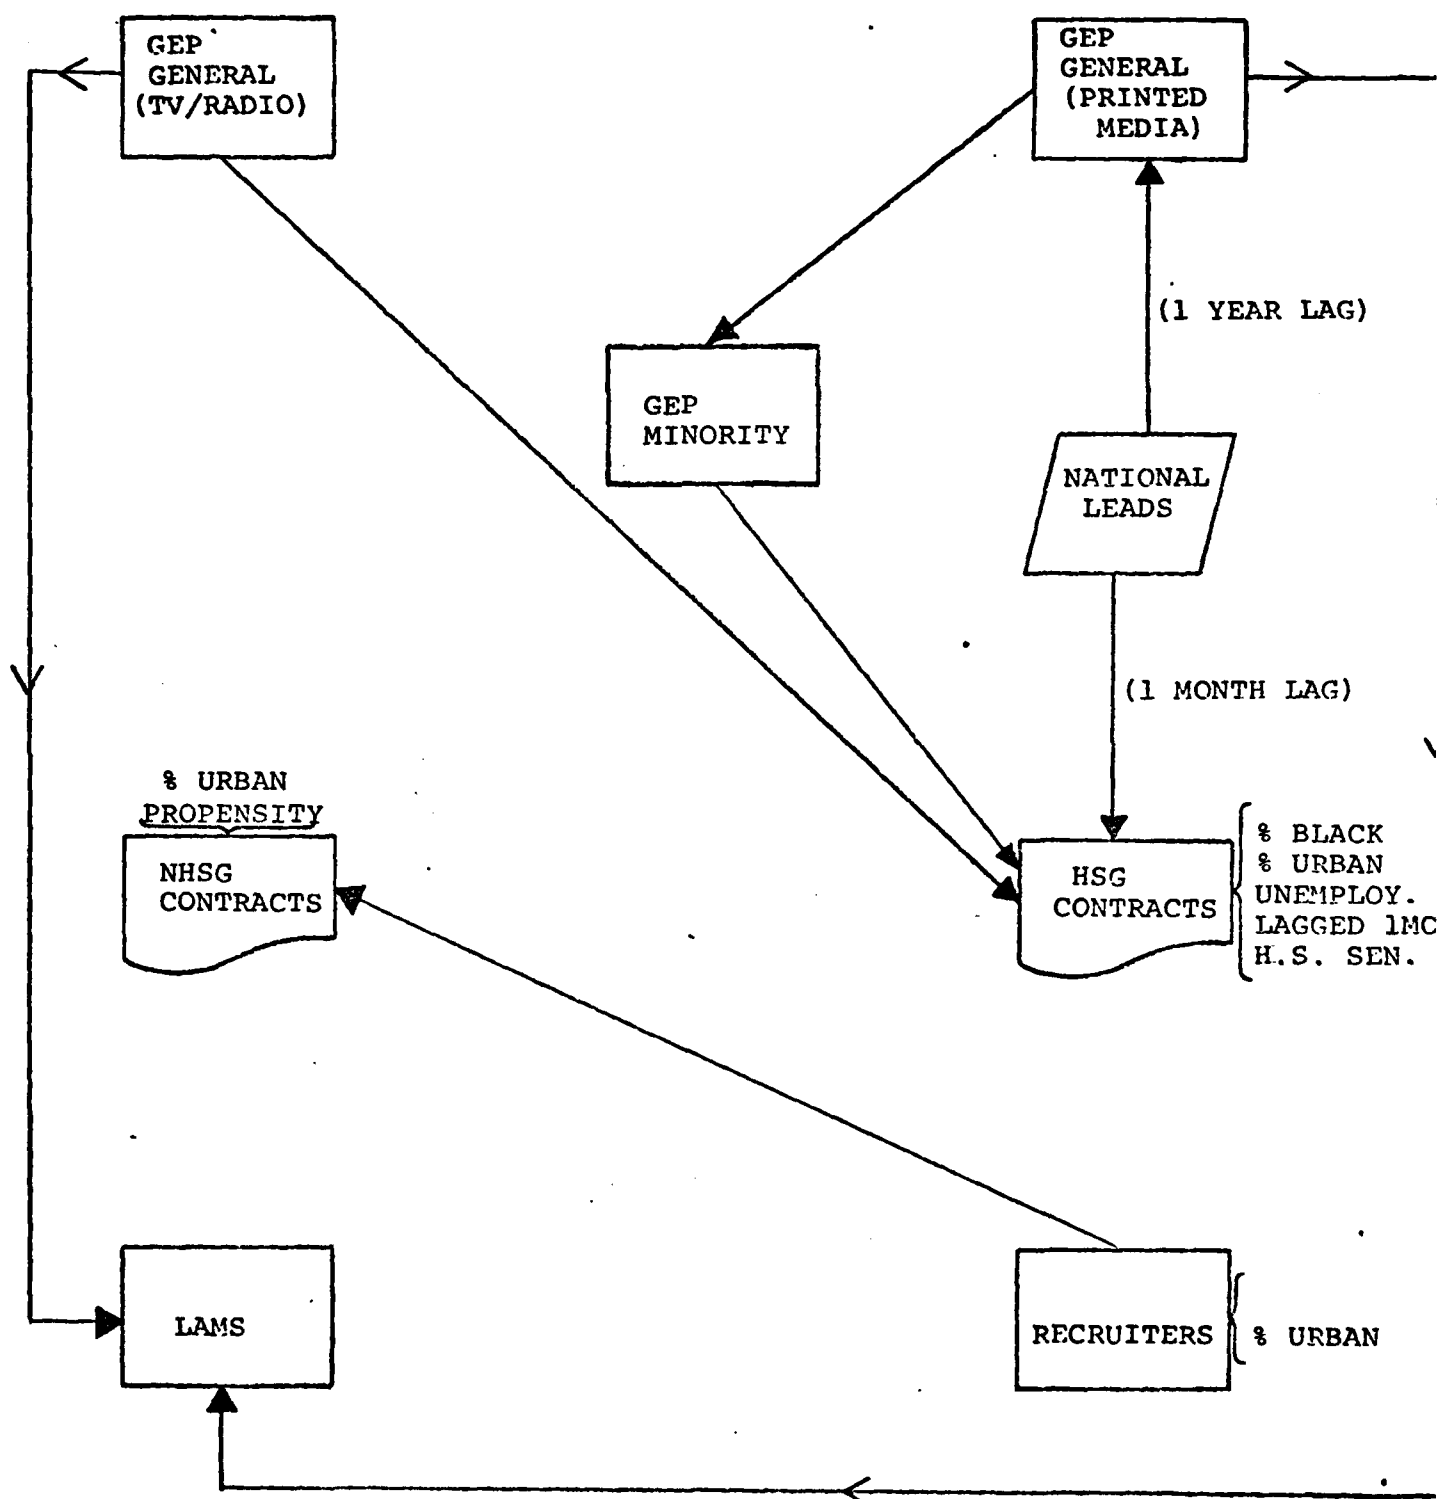 GEP
GENERAL
(TV/RADIO)
GEP
GENERAL
(PRINTED
MEDIA)
(1 YEAR LAG)
GEP
MINORITY
NATIONAL
LEADS
(1 MONTH LAG)
% URBAN
PROPENSITY
NHSG
CONTRACTS
HSG
CONTRACTS
% BLACK
% URBAN
UNEMPLOY.
LAGGED 1MO
H.S. SEN.
LAMS
RECRUITERS
% URBAN